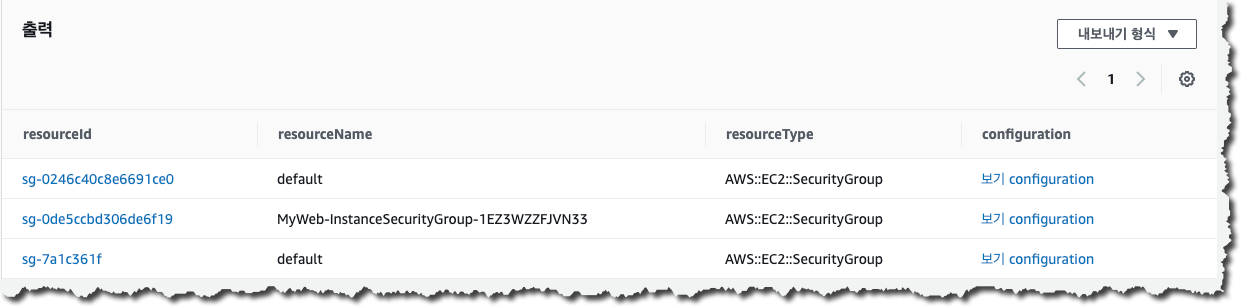 출력
내보내기 형식
1
resourceId resourceName resourceType configuration
sg-0246c40c8e6691ce0 default AWS::EC2::SecurityGroup 보기 configuration
sg-0de5ccbd306de6f19 MyWeb-InstanceSecurityGroup-1EZ3WZZFJVN33 AWS::EC2::SecurityGroup 보기 configuration
sg-7a1c361f default AWS::EC2::SecurityGroup 보기 configuration